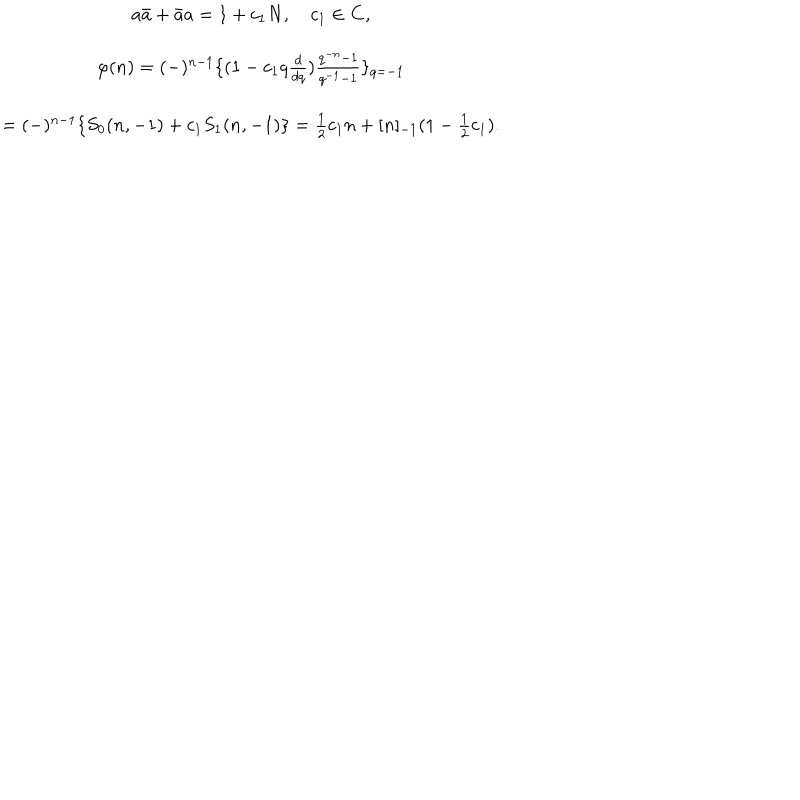 a\bar{a} + \bar{a}a = 1 + c_1 N, \quad c_1 \in C,
\varphi(n) = (-)^{n-1}\{(1 - c_1 q \frac{d}{dq}) \frac{q^{-n}-1}{q^{-1}-1}\}_{q=-1}
= (-)^{n-1}\{S_0(n,-1) + c_1 S_1(n,-1)\} = \frac{1}{2}c_1 n + [n]_{-1}(1 - \frac{1}{2}c_1).